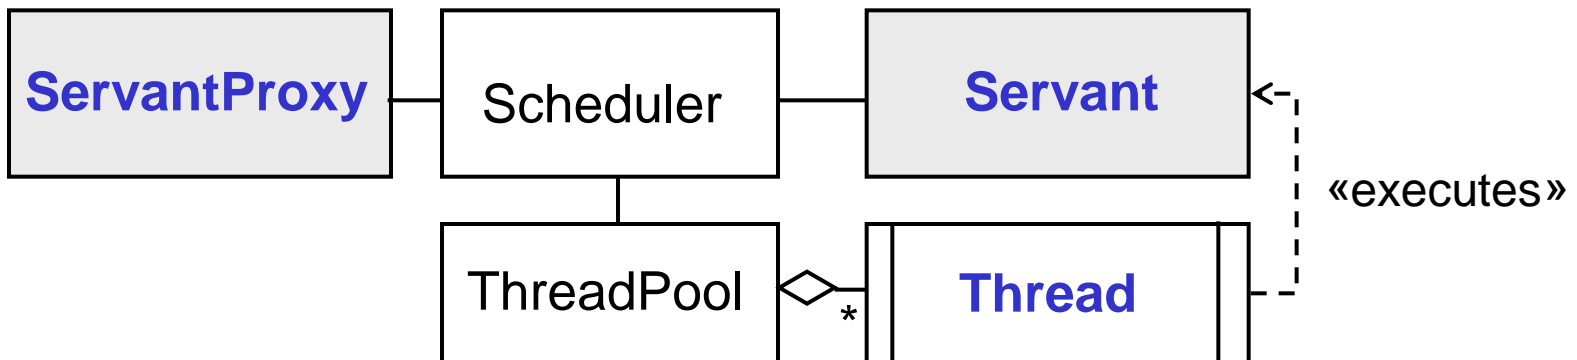 ServantProxy
Scheduler
Servant
«executes»
ThreadPool
*
Thread